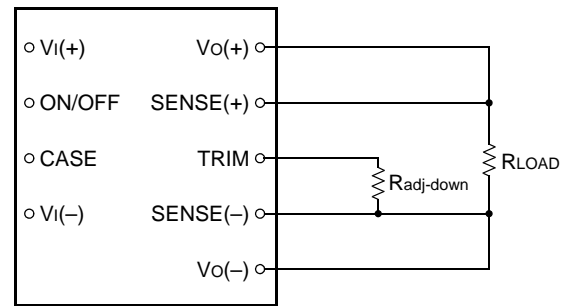 VI(+) VO(+)
ON/OFF SENSE(+)
CASE TRIM RLOAD
Radj-down
VI(–) SENSE(–)
VO(–)